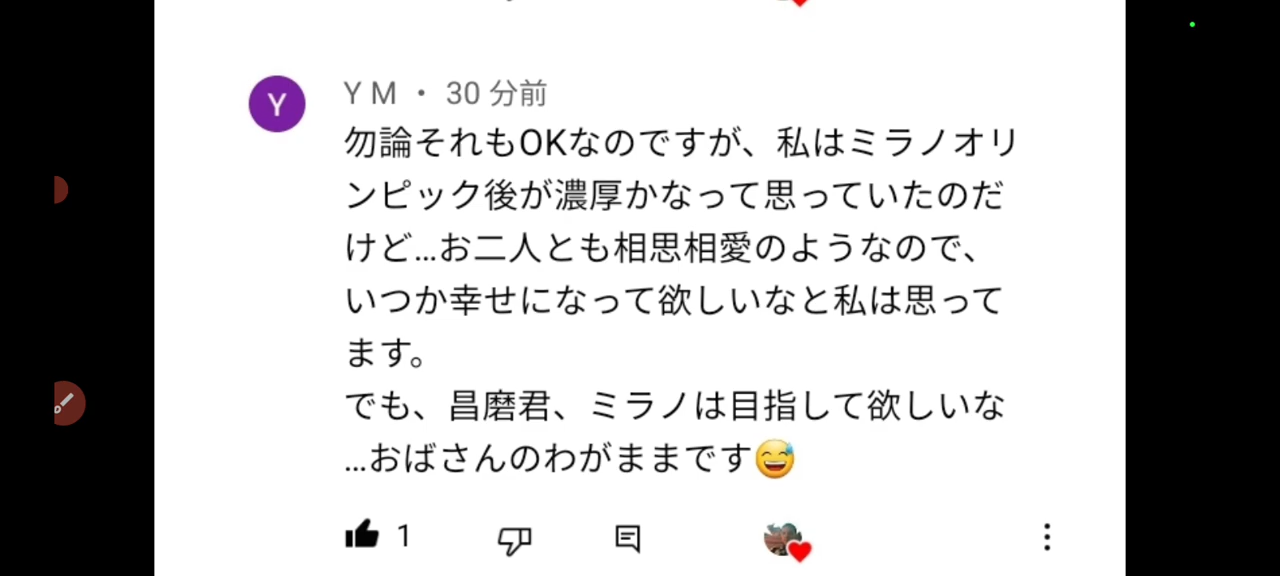 Y
Y M • 30 分前
勿論それもOKなのですが、私はミラノオリ
ンピック後が濃厚かなって思っていたのだ
けど...お二人とも相思相愛のようなので、
いつか幸せになって欲しいなと私は思って
ます。
でも、昌磨君、ミラノは目指して欲しいな
...おばさんのわがままです😅
1